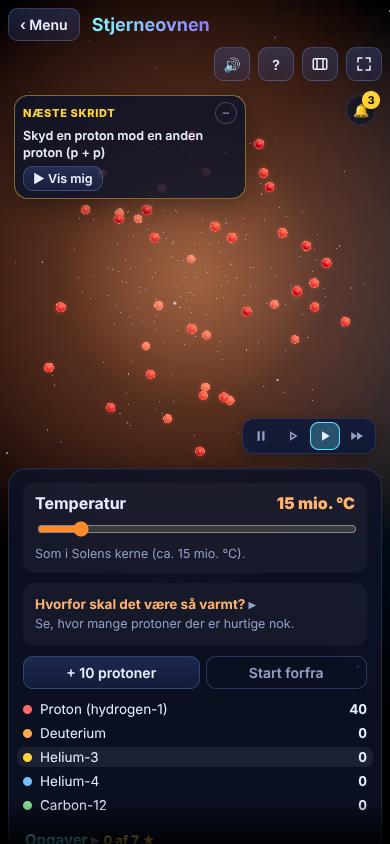 ‹ Menu
Stjerneovnen
?
NÆSTE SKRIDT
3
Skyd en proton mod en anden
proton (p + p)
▶ Vis mig
Temperatur
15 mio. °C
Som i Solens kerne (ca. 15 mio. °C).
Hvorfor skal det være så varmt? ▸
Se, hvor mange protoner der er hurtige nok.
+ 10 protoner
Start forfra
Proton (hydrogen-1) 40
Deuterium 0
Helium-3 0
Helium-4 0
Carbon-12 0
Opgaver ▸ 0 af 7 ★